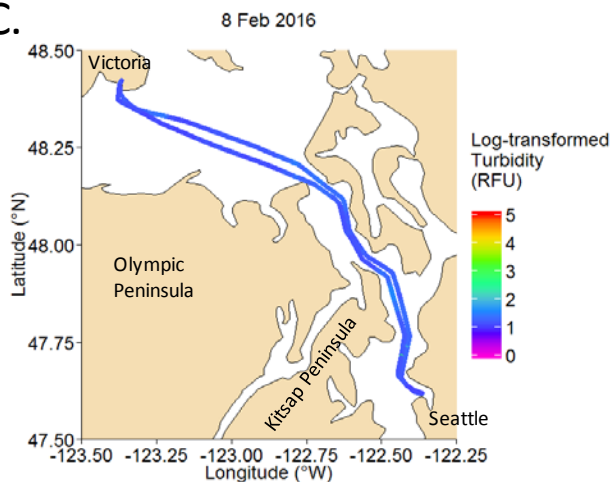 C.
8 Feb 2016
48.50
48.25
48.00
47.75
47.50
Latitude (°N)
Victoria
Olympic
Peninsula
Kitsap Peninsula
Seattle
-123.50 -123.25 -123.00 -122.75 -122.50 -122.25
Longitude (°W)
Log-transformed
Turbidity
(RFU)
5
4
3
2
1
0